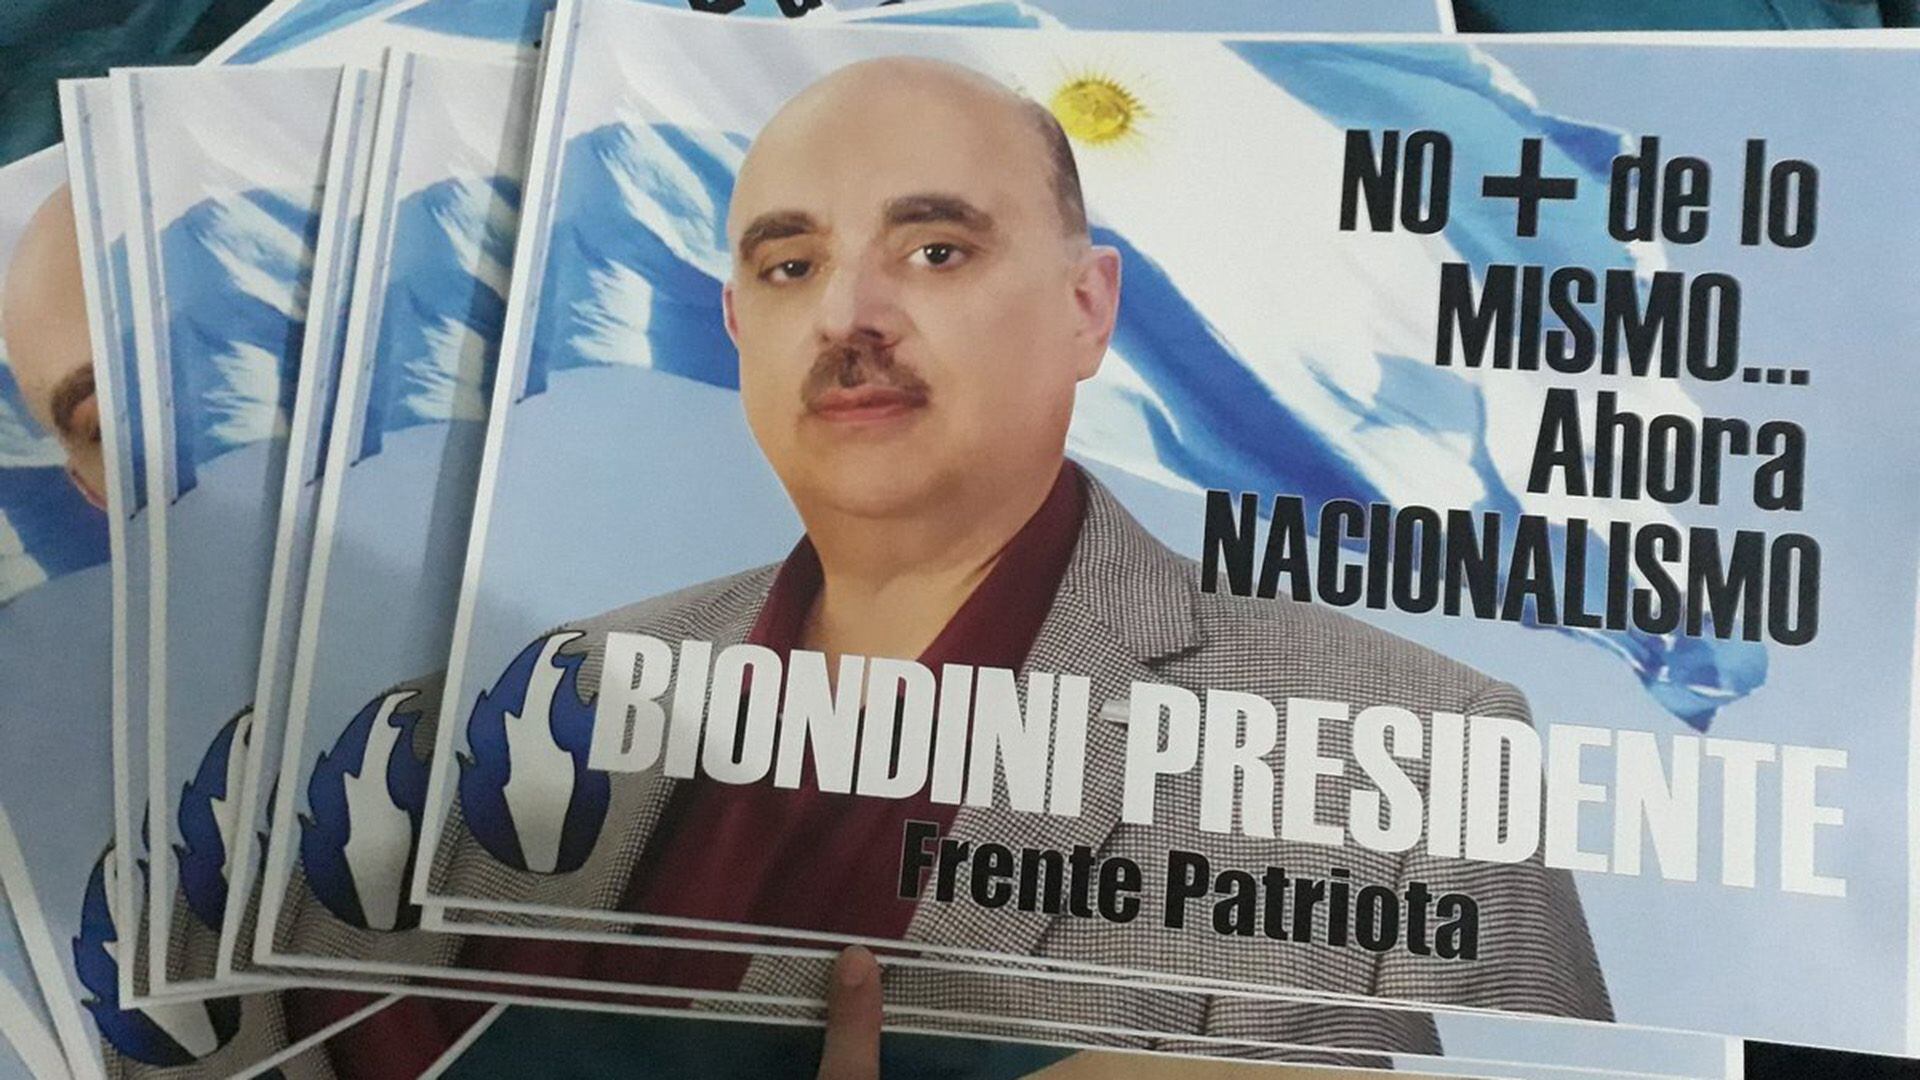 NO + de lo
MISMO...
Ahora
NACIONALISMO
BIONDINI PRESIDENTE
Frente Patriota